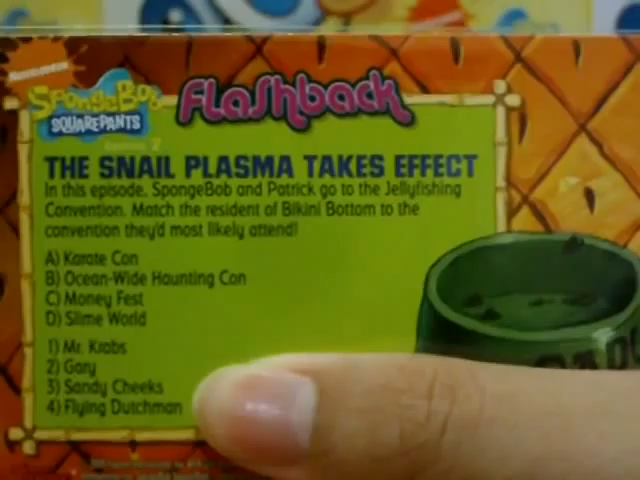 NICKELODEON
SpongeBob
SQUAREPANTS
Series 2
Flashback
THE SNAIL PLASMA TAKES EFFECT
In this episode, SpongeBob and Patrick go to the Jellyfishing
Convention. Match the resident of Bikini Bottom to the
convention they'd most likely attend!
A) Karate Con
B) Ocean-Wide Haunting Con
C) Money Fest
D) Slime World
1) Mr. Krabs
2) Gary
3) Sandy Cheeks
4) Flying Dutchman